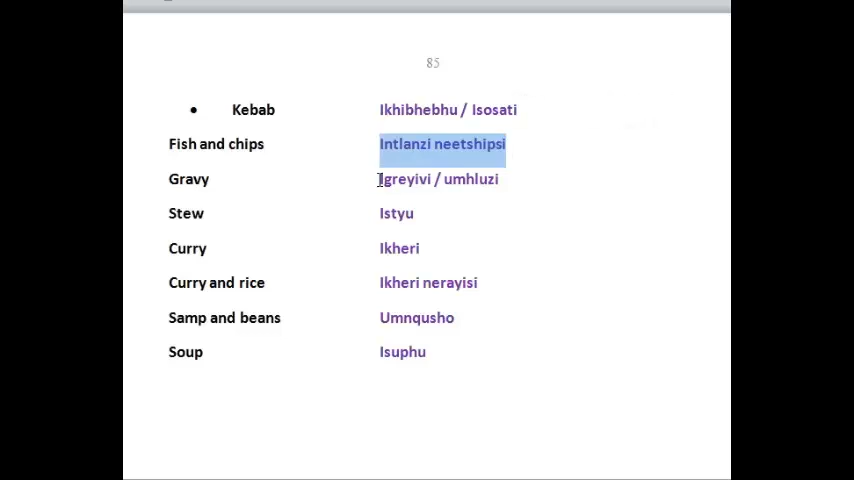 85
• Kebab Ikhibhebhu / Isosati
Fish and chips Intlanzi neetshipsi
Gravy Igreyivi / umhluzi
Stew Istyu
Curry Ikheri
Curry and rice Ikheri nerayisi
Samp and beans Umnqusho
Soup Isuphu